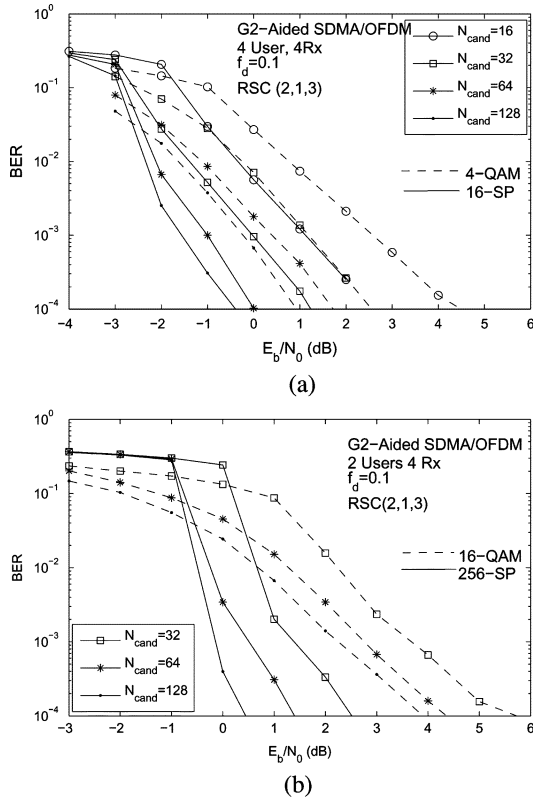 G2-Aided SDMA/OFDM
4 User, 4Rx
f_d=0.1
RSC (2,1,3)
N_cand=16
N_cand=32
N_cand=64
N_cand=128
4-QAM
16-SP
BER
10^0
10^-1
10^-2
10^-3
10^-4
-4 -3 -2 -1 0 1 2 3 4 5 6
E_b/N_0 (dB)
(a)
G2-Aided SDMA/OFDM
2 Users 4 Rx
f_d=0.1
RSC(2,1,3)
16-QAM
256-SP
N_cand=32
N_cand=64
N_cand=128
BER
10^0
10^-1
10^-2
10^-3
10^-4
-3 -2 -1 0 1 2 3 4 5 6
E_b/N_0 (dB)
(b)